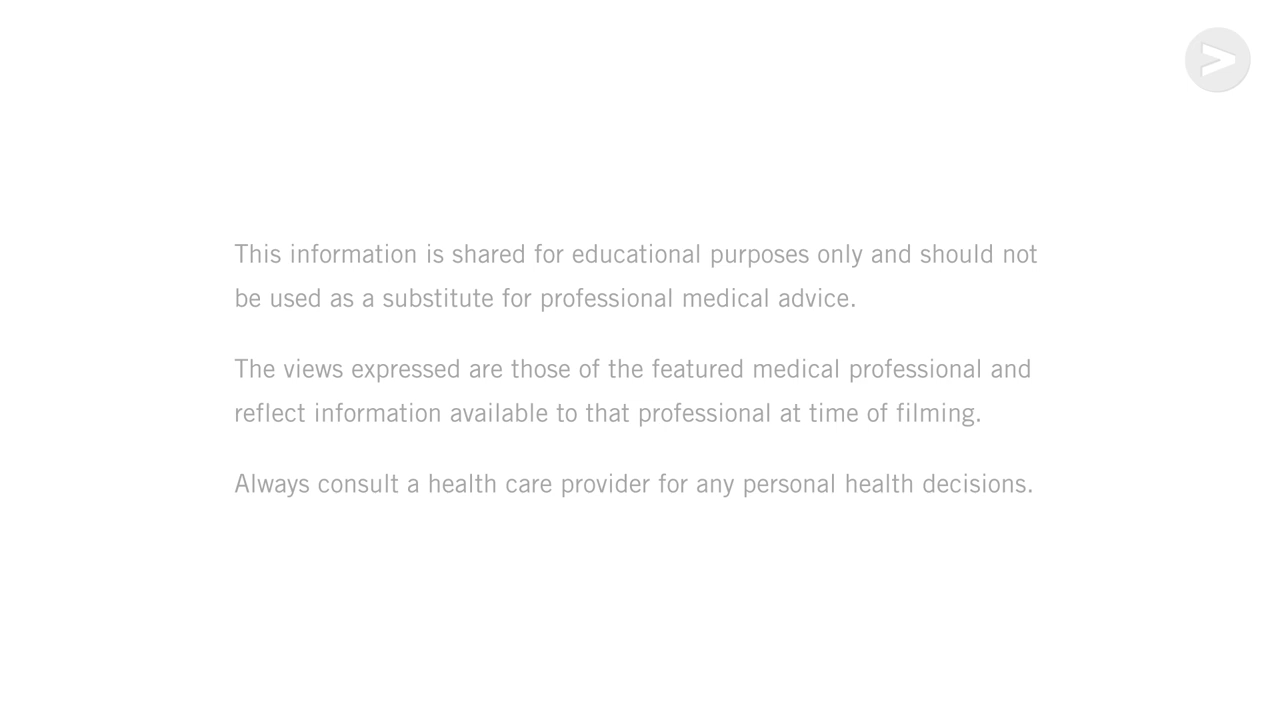 This information is shared for educational purposes only and should not
be used as a substitute for professional medical advice.
The views expressed are those of the featured medical professional and
reflect information available to that professional at time of filming.
Always consult a health care provider for any personal health decisions.